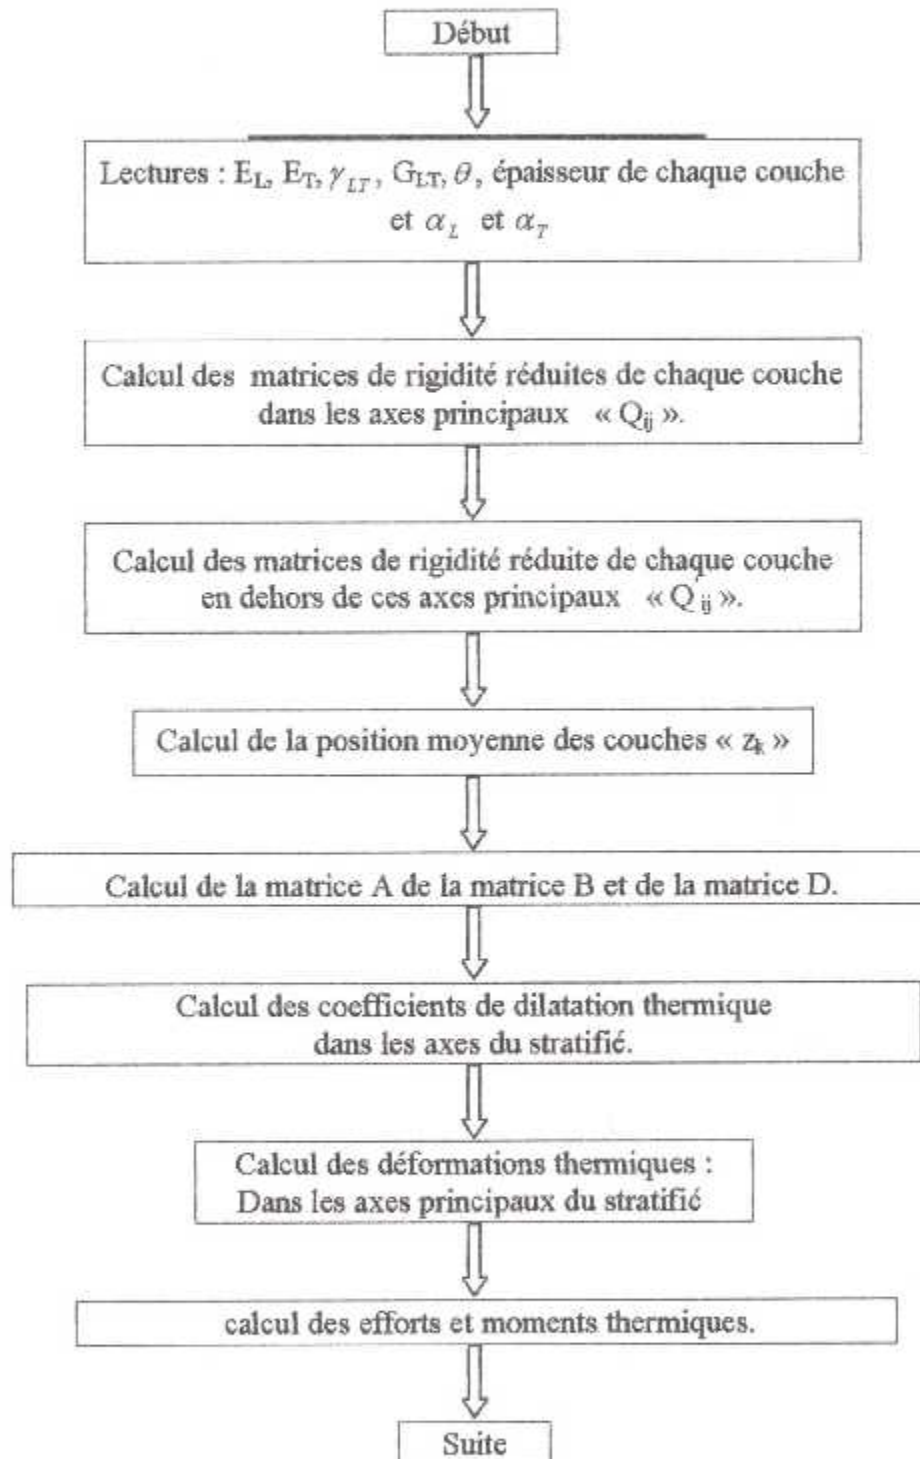 Début
Lectures : E_L, E_T, γ_LT, G_LT, θ, épaisseur de chaque couche
et α_L et α_T
Calcul des matrices de rigidité réduites de chaque couche
dans les axes principaux « Q_ij ».
Calcul des matrices de rigidité réduite de chaque couche
en dehors de ces axes principaux « Q'_ij ».
Calcul de la position moyenne des couches « z_k »
Calcul de la matrice A de la matrice B et de la matrice D.
Calcul des coefficients de dilatation thermique
dans les axes du stratifié.
Calcul des déformations thermiques :
Dans les axes principaux du stratifié
calcul des efforts et moments thermiques.
Suite